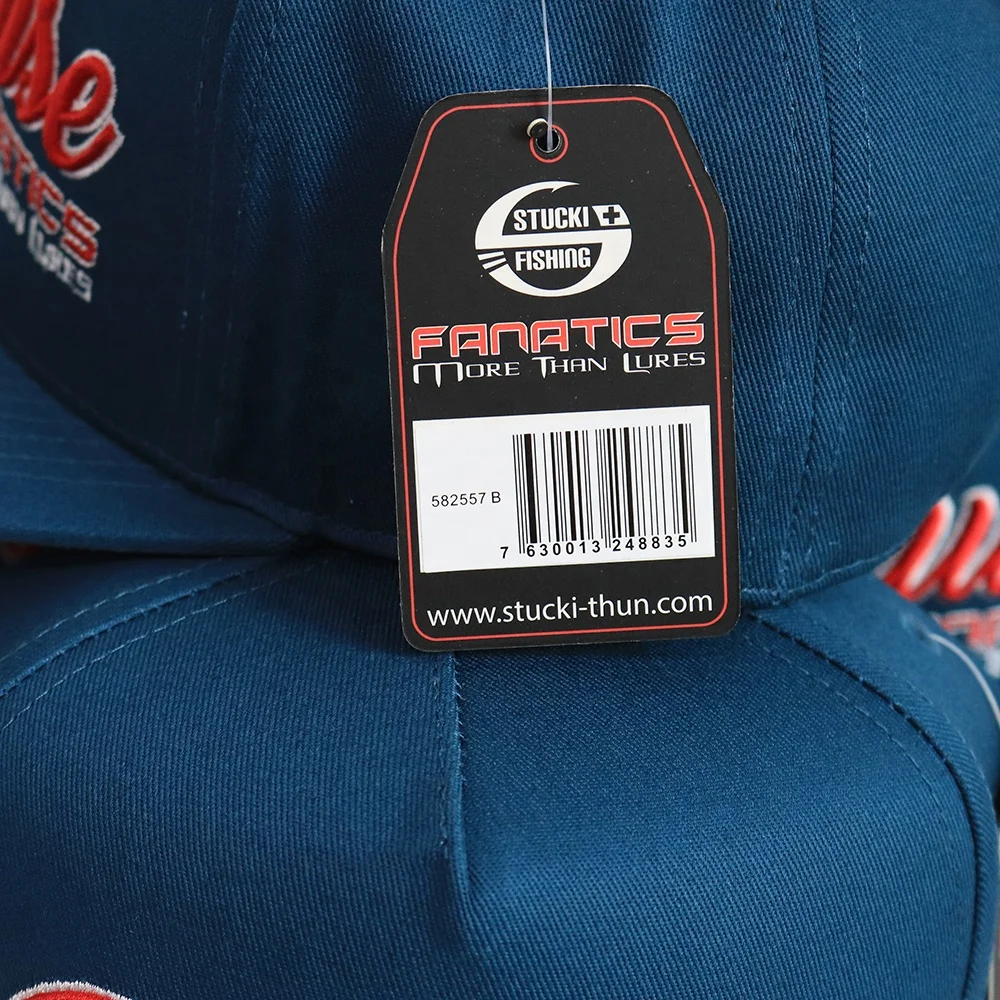 STUCKI
FISHING
FANATICS
MORE THAN LURES
582557 B
7 630013 248835
www.stucki-thun.com